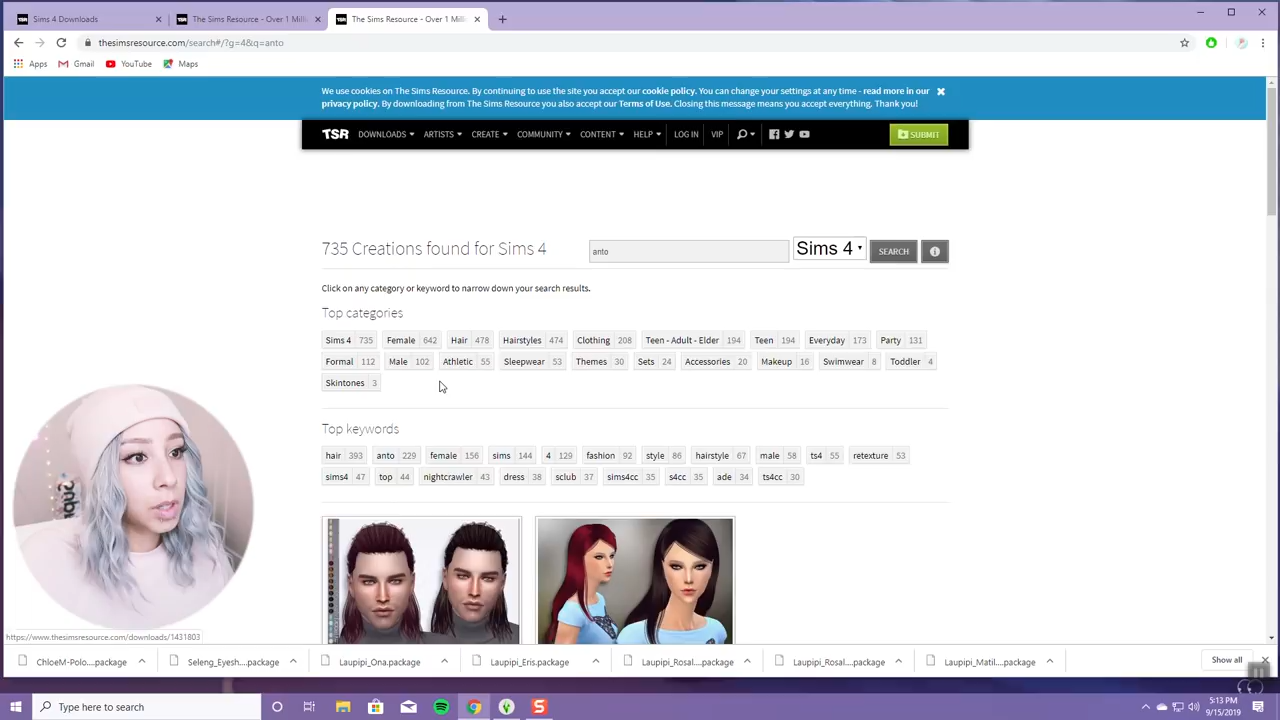 Sims 4 Downloads
The Sims Resource - Over 1 Milli
The Sims Resource - Over 1 Milli
thesimsresource.com/search#/?g=4&q=anto
Apps Gmail YouTube Maps
We use cookies on The Sims Resource. By continuing to use the site you accept our cookie policy. You can change your settings at any time - read more in our
privacy policy. By downloading from The Sims Resource you also accept our Terms of Use. Closing this message means you accept everything. Thank you!
TSR DOWNLOADS ARTISTS CREATE COMMUNITY CONTENT HELP LOG IN VIP SUBMIT
735 Creations found for Sims 4 anto Sims 4 SEARCH
Click on any category or keyword to narrow down your search results.
Top categories
Sims 4 735 Female 642 Hair 478 Hairstyles 474 Clothing 208 Teen - Adult - Elder 194 Teen 194 Everyday 173 Party 131
Formal 112 Male 102 Athletic 55 Sleepwear 53 Themes 30 Sets 24 Accessories 20 Makeup 16 Swimwear 8 Toddler 4
Skintones 3
Top keywords
hair 393 anto 229 female 156 sims 144 4 129 fashion 92 style 86 hairstyle 67 male 58 ts4 55 retexture 53
sims4 47 top 44 nightcrawler 43 dress 38 sclub 37 sims4cc 35 s4cc 35 ade 34 ts4cc 30
https://www.thesimsresource.com/downloads/1431803
ChloeM-Polo....package Seleng_Eyesh....package Laupipi_Ona.package Laupipi_Eris.package Laupipi_Rosal....package Laupipi_Rosal....package Laupipi_Matil....package Show all
Type here to search
5:13 PM
9/15/2019